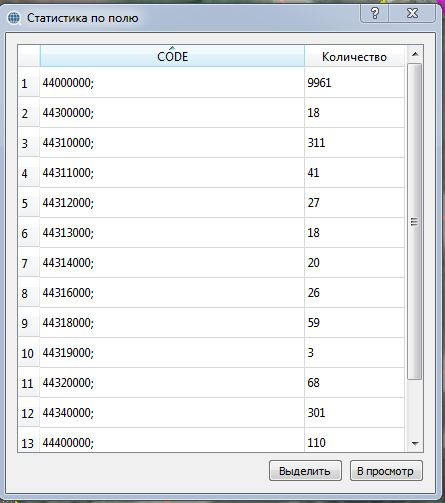 Статистика по полю
CODE Количество
1 44000000; 9961
2 44300000; 18
3 44310000; 311
4 44311000; 41
5 44312000; 27
6 44313000; 18
7 44314000; 20
8 44316000; 26
9 44318000; 59
10 44319000; 3
11 44320000; 68
12 44340000; 301
13 44400000; 110
Выделить В просмотр